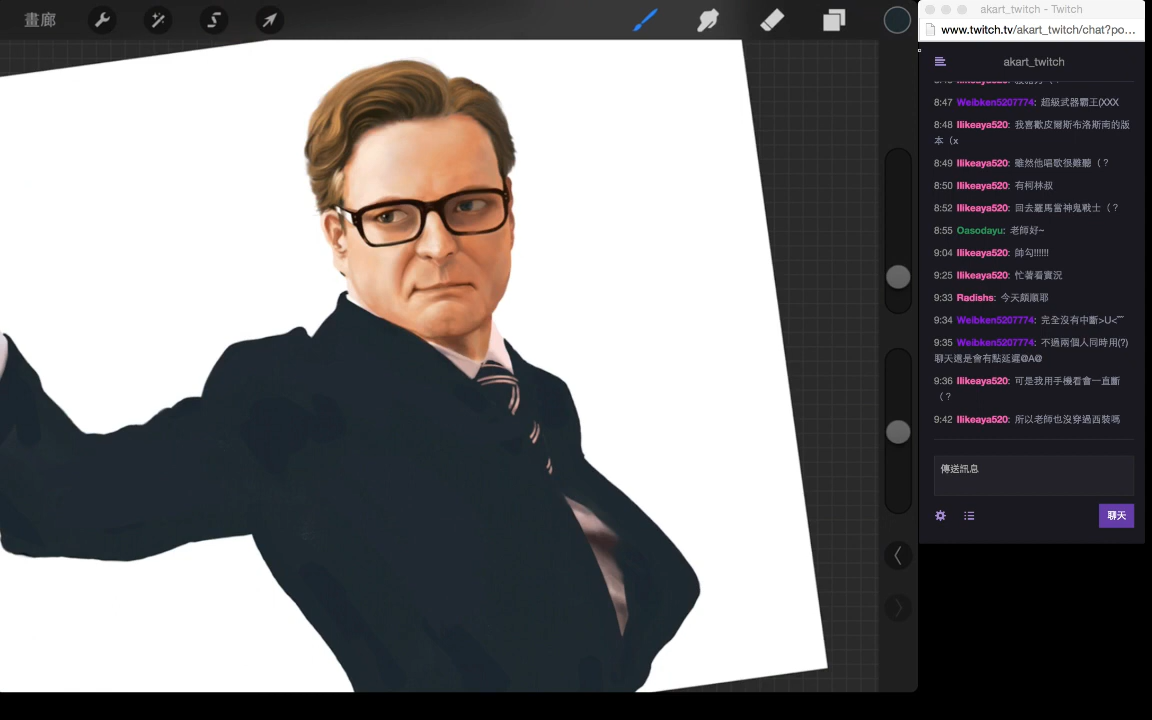 畫廊
akart_twitch - Twitch
www.twitch.tv/akart_twitch/chat?po…
akart_twitch
8:47 Weibken5207774: 超級武器霸王(XXX
8:48 Ilikeaya520: 我喜歡皮爾斯布洛斯南的版
本（x
8:49 Ilikeaya520: 雖然他唱歌很難聽（？
8:50 Ilikeaya520: 有柯林叔
8:52 Ilikeaya520: 回去羅馬當神鬼戰士（？
8:55 Oasodayu: 老師好~
9:04 Ilikeaya520: 帥勾!!!!!!
9:25 Ilikeaya520: 忙著看實況
9:33 Radishs: 今天頗順耶
9:34 Weibken5207774: 完全沒有中斷>U<￣
9:35 Weibken5207774: 不過兩個人同時用(?)
聊天還是會有點延遲@A@
9:36 Ilikeaya520: 可是我用手機看會一直斷
（？
9:42 Ilikeaya520: 所以老師也沒穿過西裝嗎
傳送訊息
聊天